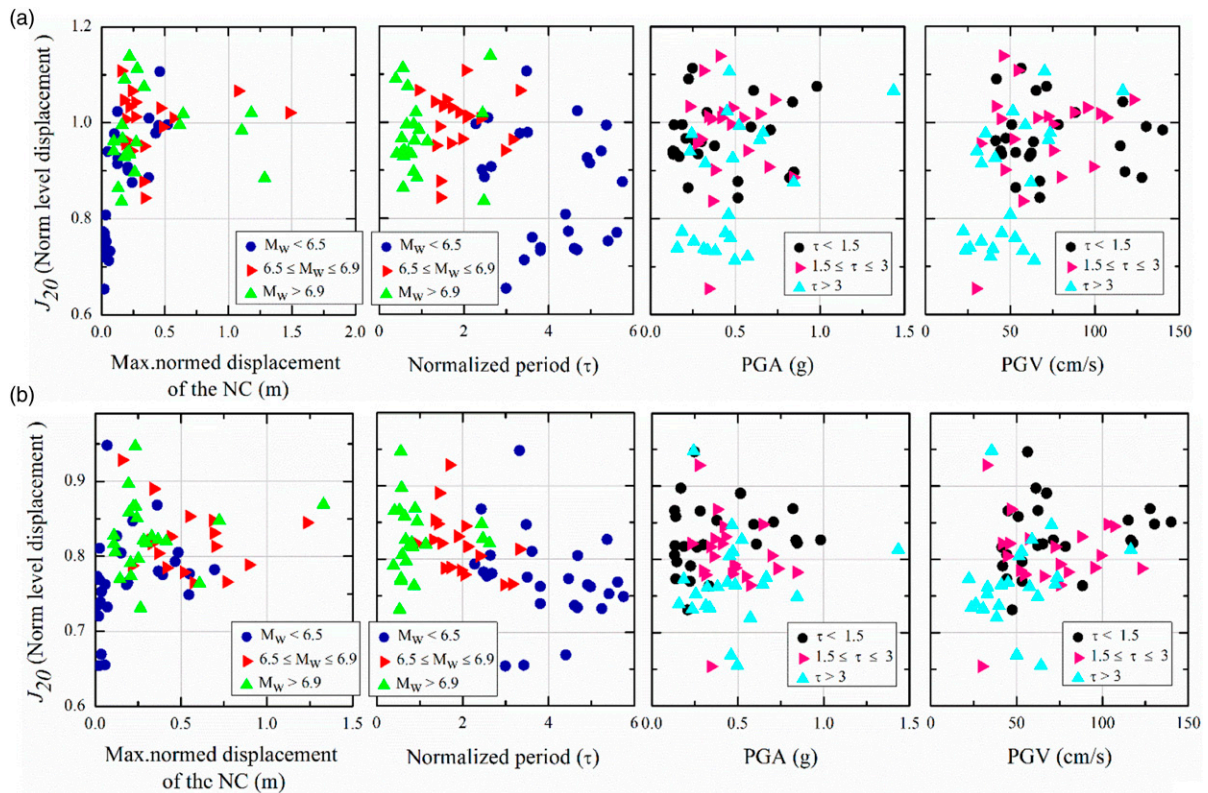 (a)
J20 (Norm level displacement)
1.2
1.0
0.8
0.6
MW < 6.5
6.5 ≤ MW ≤ 6.9
MW > 6.9
MW < 6.5
6.5 ≤ MW ≤ 6.9
MW > 6.9
τ < 1.5
1.5 ≤ τ ≤ 3
τ > 3
τ < 1.5
1.5 ≤ τ ≤ 3
τ > 3
0.0 0.5 1.0 1.5 2.0
0 2 4 6
0.0 0.5 1.0 1.5
0 50 100 150
Max.normed displacement
of the NC (m)
Normalized period (τ)
PGA (g)
PGV (cm/s)
(b)
J20 (Norm level displacement )
0.9
0.8
0.7
0.6
MW < 6.5
6.5 ≤ MW ≤ 6.9
MW > 6.9
MW < 6.5
6.5 ≤ MW ≤ 6.9
MW > 6.9
τ < 1.5
1.5 ≤ τ ≤ 3
τ > 3
τ < 1.5
1.5 ≤ τ ≤ 3
τ > 3
0.0 0.5 1.0 1.5
0 2 4 6
0.0 0.5 1.0 1.5
50 100 150
Max.normed displacement
of the NC (m)
Normalized period (τ)
PGA (g)
PGV (cm/s)